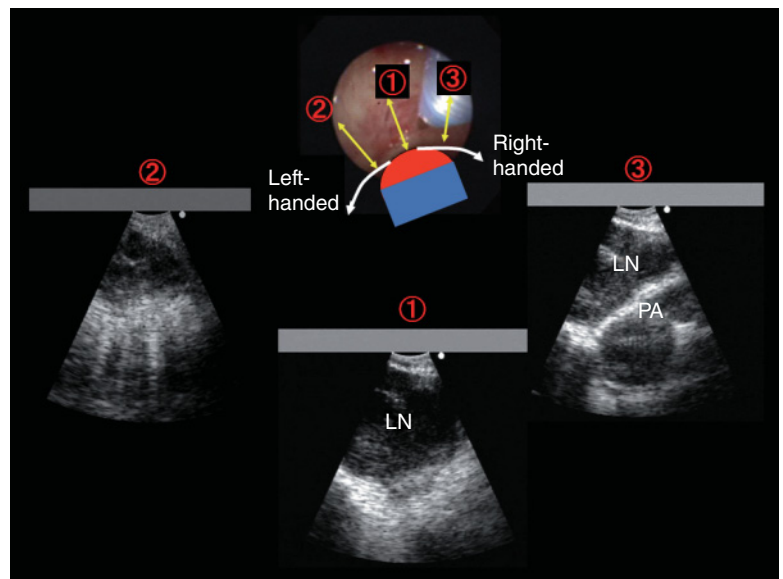 ①
③
②
Right-
handed
Left-
handed
②
③
LN
PA
①
LN